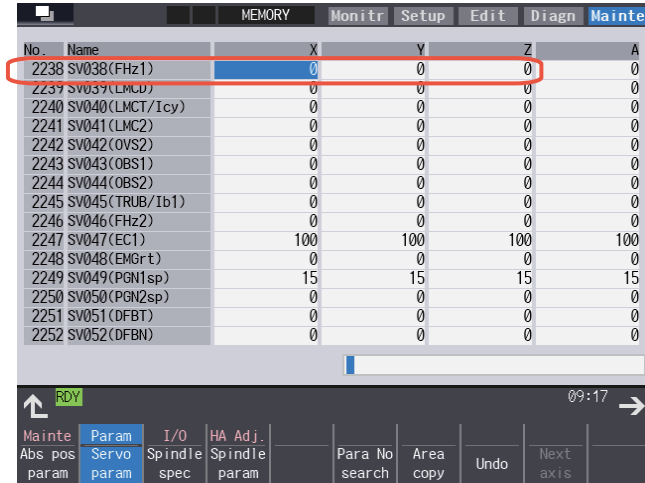 MEMORY Monitr Setup Edit Diagn Mainte
No. Name X Y Z A
2238 SV038(FHz1) 0 0 0 0
2239 SV039(LMCD) 0 0 0 0
2240 SV040(LMCT/Icy) 0 0 0 0
2241 SV041(LMC2) 0 0 0 0
2242 SV042(OVS2) 0 0 0 0
2243 SV043(OBS1) 0 0 0 0
2244 SV044(OBS2) 0 0 0 0
2245 SV045(TRUB/Ib1) 0 0 0 0
2246 SV046(FHz2) 0 0 0 0
2247 SV047(EC1) 100 100 100 100
2248 SV048(EMGrt) 0 0 0 0
2249 SV049(PGN1sp) 15 15 15 15
2250 SV050(PGN2sp) 0 0 0 0
2251 SV051(DFBT) 0 0 0 0
2252 SV052(DFBN) 0 0 0 0
RDY 09:17
Mainte Param I/O HA Adj.
Abs pos Servo Spindle Spindle Para No Area Undo Next
param param spec param search copy axis